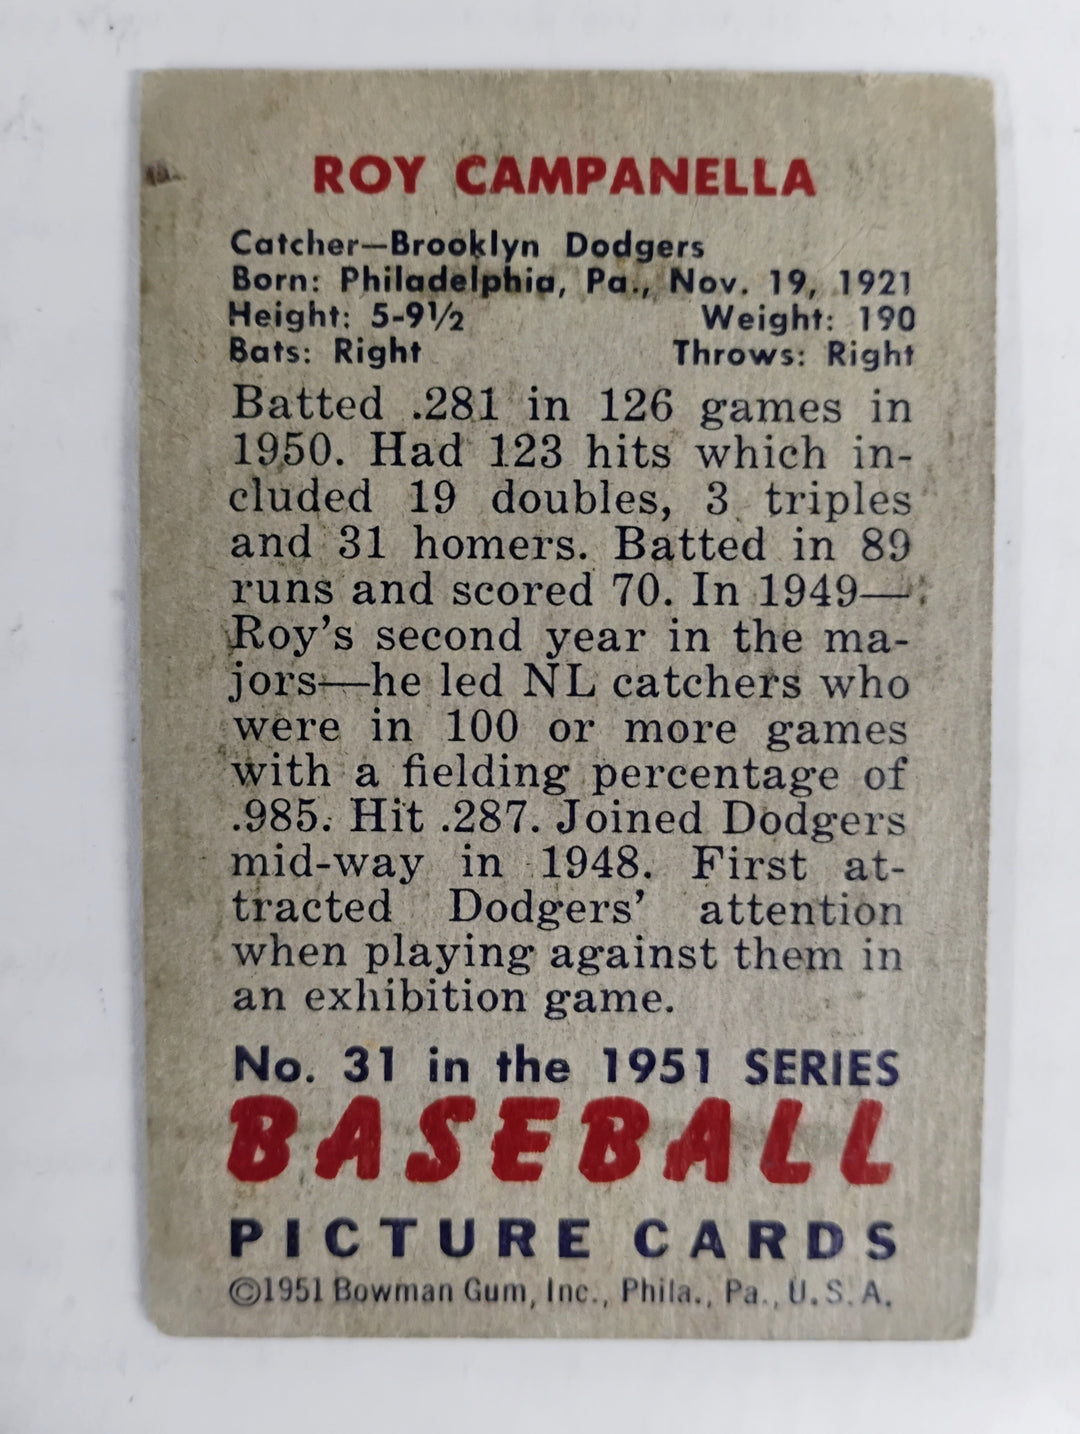 ROY CAMPANELLA
Catcher—Brooklyn Dodgers
Born: Philadelphia, Pa., Nov. 19, 1921
Height: 5-9½ Weight: 190
Bats: Right Throws: Right
Batted .281 in 126 games in
1950. Had 123 hits which in-
cluded 19 doubles, 3 triples
and 31 homers. Batted in 89
runs and scored 70. In 1949—
Roy's second year in the ma-
jors—he led NL catchers who
were in 100 or more games
with a fielding percentage of
.985. Hit .287. Joined Dodgers
mid-way in 1948. First at-
tracted Dodgers' attention
when playing against them in
an exhibition game.
No. 31 in the 1951 SERIES
BASEBALL
PICTURE CARDS
©1951 Bowman Gum, Inc., Phila., Pa., U.S.A.